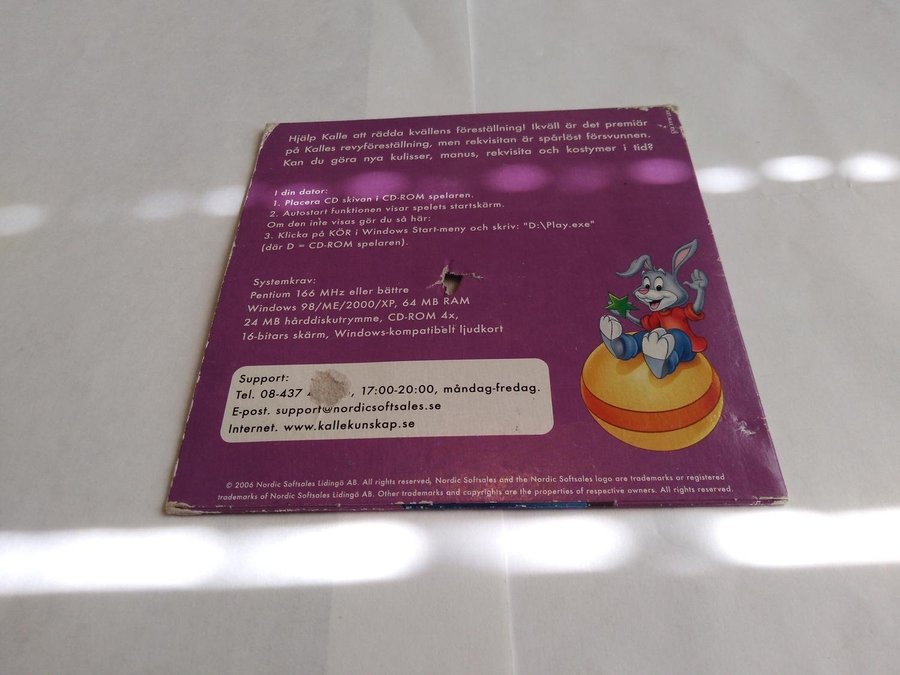 Hjälp Kalle att rädda kvällens föreställning! Ikväll är det premiär
på Kalles revyföreställning, men rekvisitan är spårlöst försvunnen.
Kan du göra nya kulisser, manus, rekvisita och kostymer i tid?
I din dator:
1. Placera CD skivan i CD-ROM spelaren.
2. Autostart funktionen visar spelets startskärm.
Om den inte visas gör du så här:
3. Klicka på KÖR i Windows Start-meny och skriv: "D:\Play.exe"
(där D = CD-ROM spelaren).
Systemkrav:
Pentium 166 MHz eller bättre
Windows 98/ME/2000/XP, 64 MB RAM
24 MB hårddiskutrymme, CD-ROM 4x,
16-bitars skärm, Windows-kompatibelt ljudkort
Support:
Tel. 08-437 , 17:00-20:00, måndag-fredag.
E-post. support@nordicsoftsales.se
Internet. www.kallekunskap.se
© 2006 Nordic Softsales Lidingö AB. All rights reserved, Nordic Softsales and the Nordic Softsales logo are trademarks or registered
trademarks of Nordic Softsales Lidingö AB. Other trademarks and copyrights are the properties of respective owners. All rights reserved.